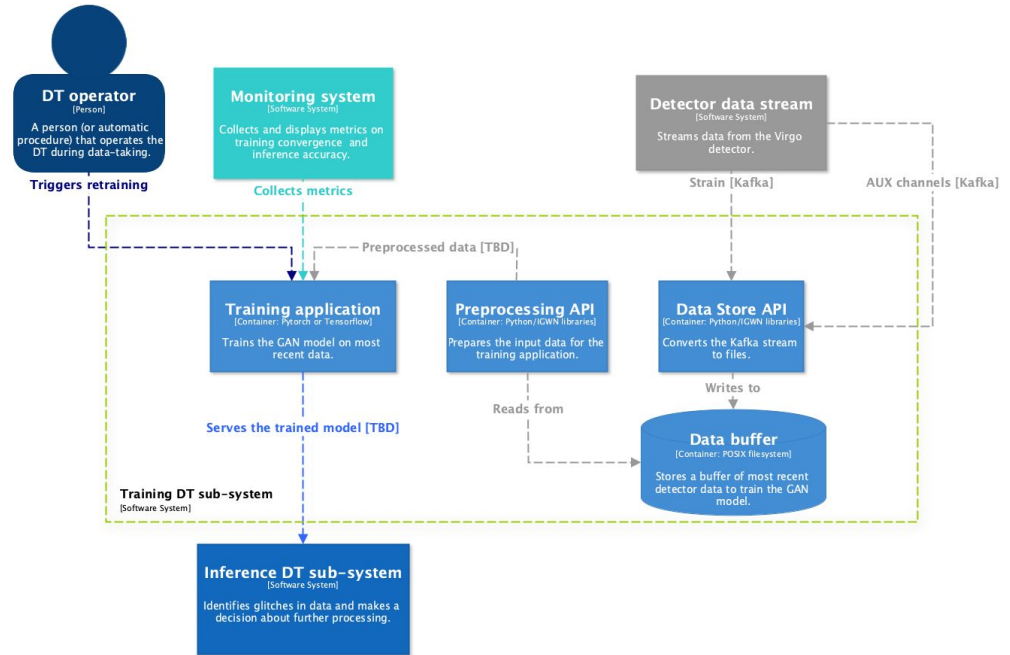 DT operator
[Person]
A person (or automatic
procedure) that operates the
DT during data-taking.
Triggers retraining
Monitoring system
[Software System]
Collects and displays metrics on
training convergence and
inference accuracy.
Collects metrics
Detector data stream
[Software System]
Streams data from the Virgo
detector.
Strain [Kafka]
AUX channels [Kafka]
Preprocessed data [TBD]
Training application
[Container: Pytorch or Tensorflow]
Trains the GAN model on most
recent data.
Preprocessing API
[Container: Python/IGWN libraries]
Prepares the input data for the
training application.
Data Store API
[Container: Python/IGWN libraries]
Converts the Kafka stream
to files.
Writes to
Reads from
Serves the trained model [TBD]
Data buffer
[Container: POSIX filesystem]
Stores a buffer of most recent
detector data to train the GAN
model.
Training DT sub-system
[Software System]
Inference DT sub-system
[Software System]
Identifies glitches in data and makes a
decision about further processing.